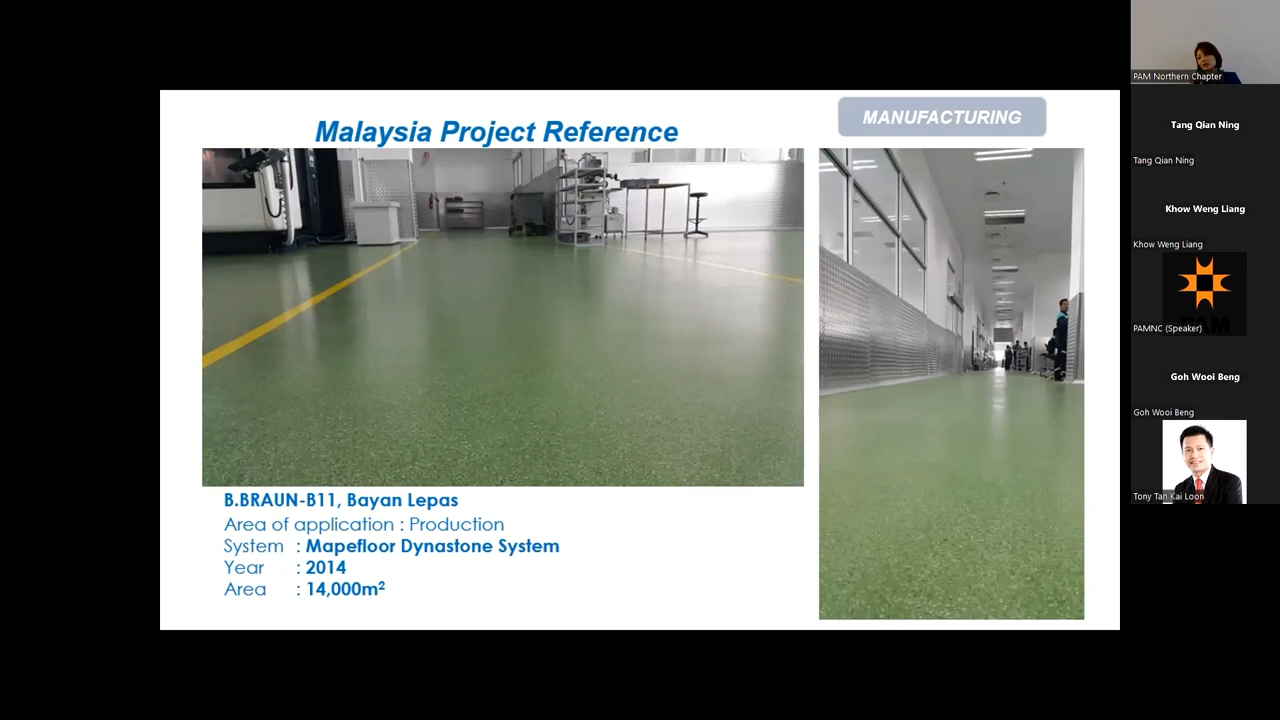 Malaysia Project Reference
MANUFACTURING
B.BRAUN-B11, Bayan Lepas
Area of application : Production
System : Mapefloor Dynastone System
Year : 2014
Area : 14,000m²
PAM Northern Chapter
Tang Qian Ning
Tang Qian Ning
Khow Weng Liang
Khow Weng Liang
PAM
PAMNC (Speaker)
Goh Wooi Beng
Goh Wooi Beng
Tony Tan Kai Loon